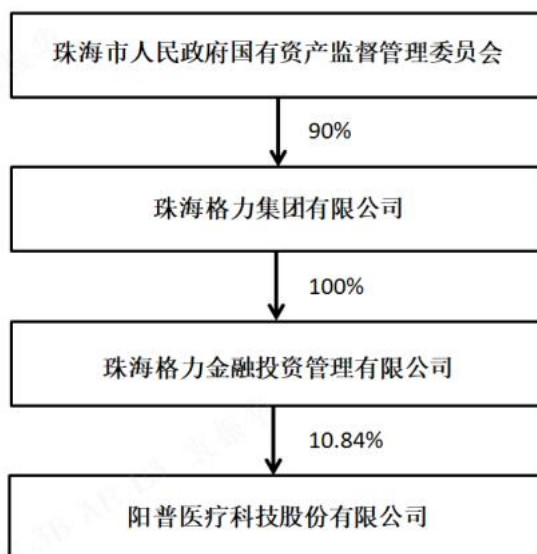 珠海市人民政府国有资产监督管理委员会
90%
珠海格力集团有限公司
100%
珠海格力金融投资管理有限公司
10.84%
阳普医疗科技股份有限公司